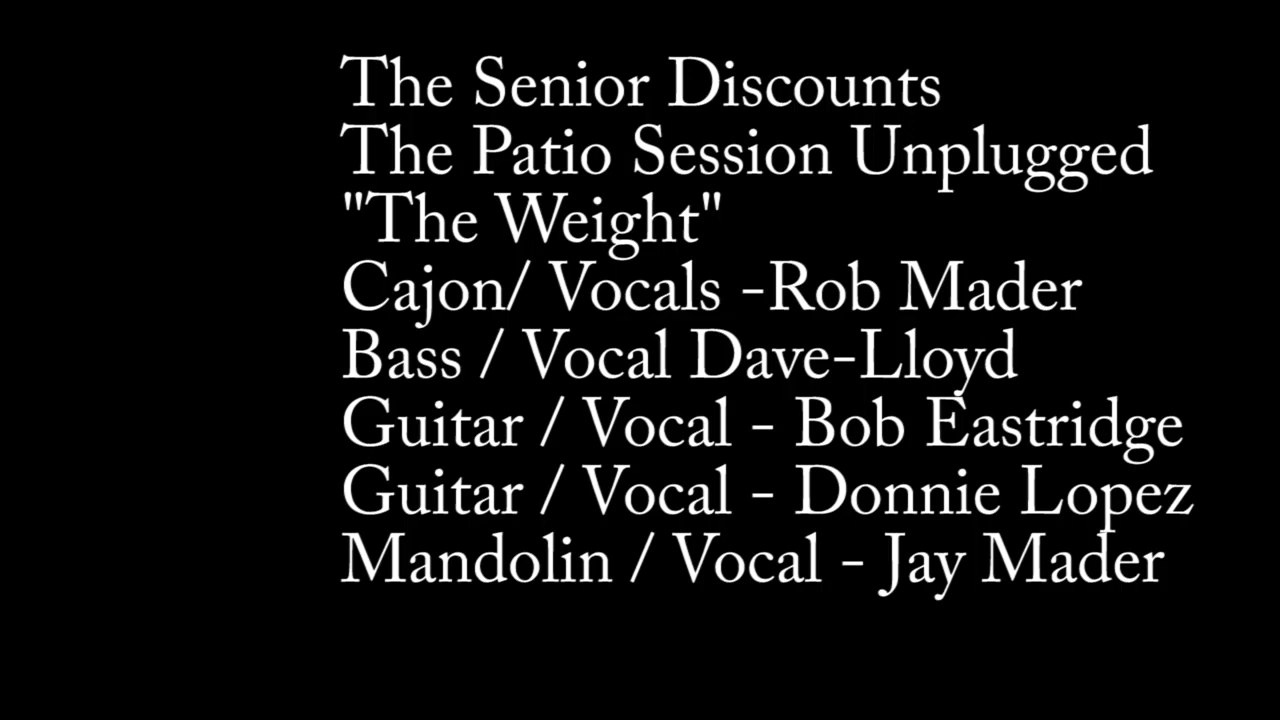 The Senior Discounts
The Patio Session Unplugged
"The Weight"
Cajon/ Vocals -Rob Mader
Bass / Vocal Dave-Lloyd
Guitar / Vocal - Bob Eastridge
Guitar / Vocal - Donnie Lopez
Mandolin / Vocal - Jay Mader